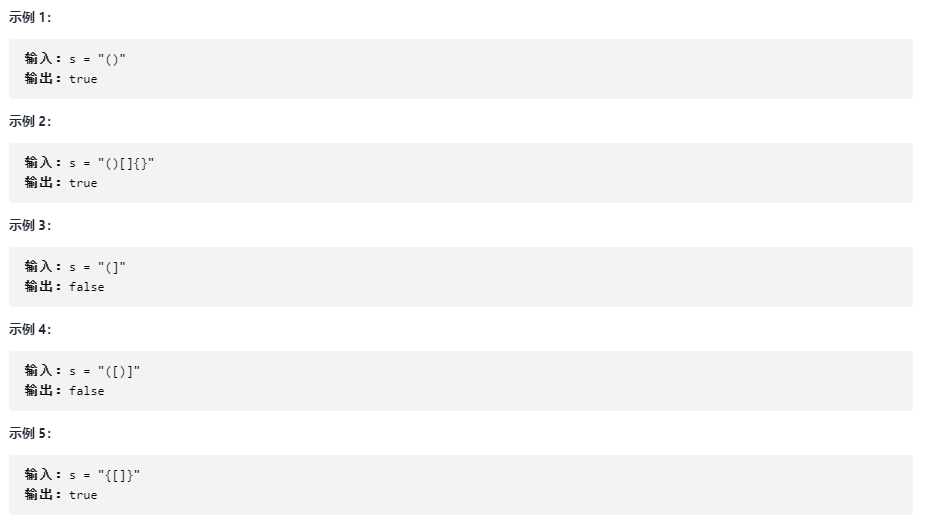 示例 1：
输入：s = "()"
输出：true
示例 2：
输入：s = "()[]{}"
输出：true
示例 3：
输入：s = "(]"
输出：false
示例 4：
输入：s = "([)]"
输出：false
示例 5：
输入：s = "{[]}"
输出：true